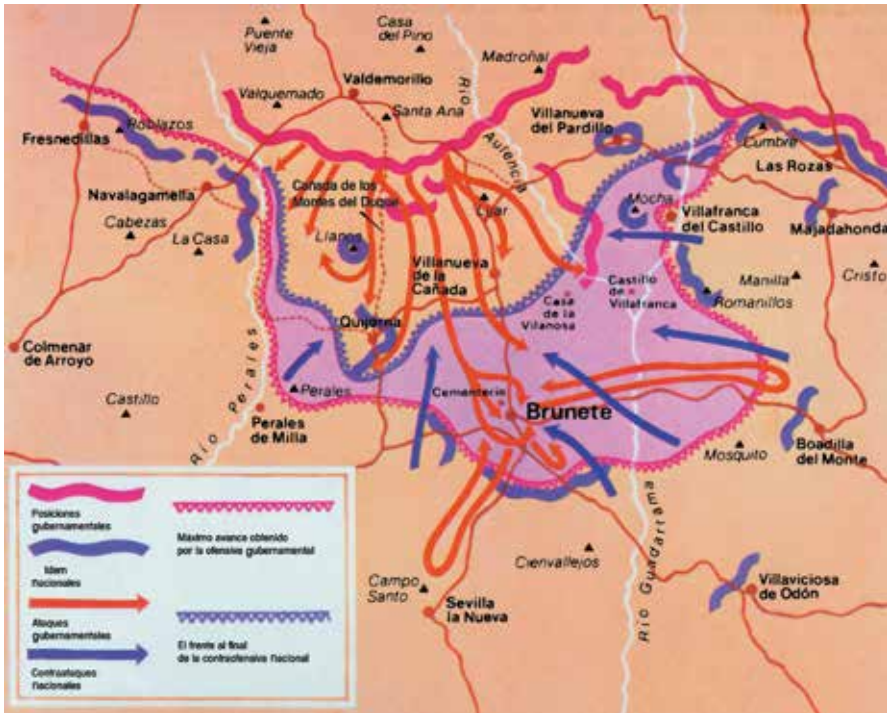 Puente
Vieja
Casa
del Pino
Madroñal
Valdemorillo
Valquemado
Santa Ana
Río
Aulencia
Villanueva
del Pardillo
Cumbre
Las Rozas
Roblazos
Fresnedillas
Navalagamella
Cañada de los
Montes del Duque
Cabezas
La Casa
Llanos
Mocha
Villafranca
del Castillo
Majadahonda
Villanueva
de la
Cañada
Manilla
Cristo
Romanillos
Castillo
de
Villafranca
Casa
de la
Vilanosa
Quijorna
Colmenar
de Arroyo
Castillo
Río Perales
Perales
Perales
de Milla
Cementerio
Brunete
Mosquito
Boadilla
del Monte
Río Guadarrama
Cienvallejos
Campo
Santo
Sevilla
la Nueva
Villaviciosa
de Odón
Posiciones
gubernamentales
Idem
nacionales
Ataques
gubernamentales
Contraataques
nacionales
Máximo avance obtenido
por la ofensiva gubernamental
El frente al final
de la contraofensiva nacional